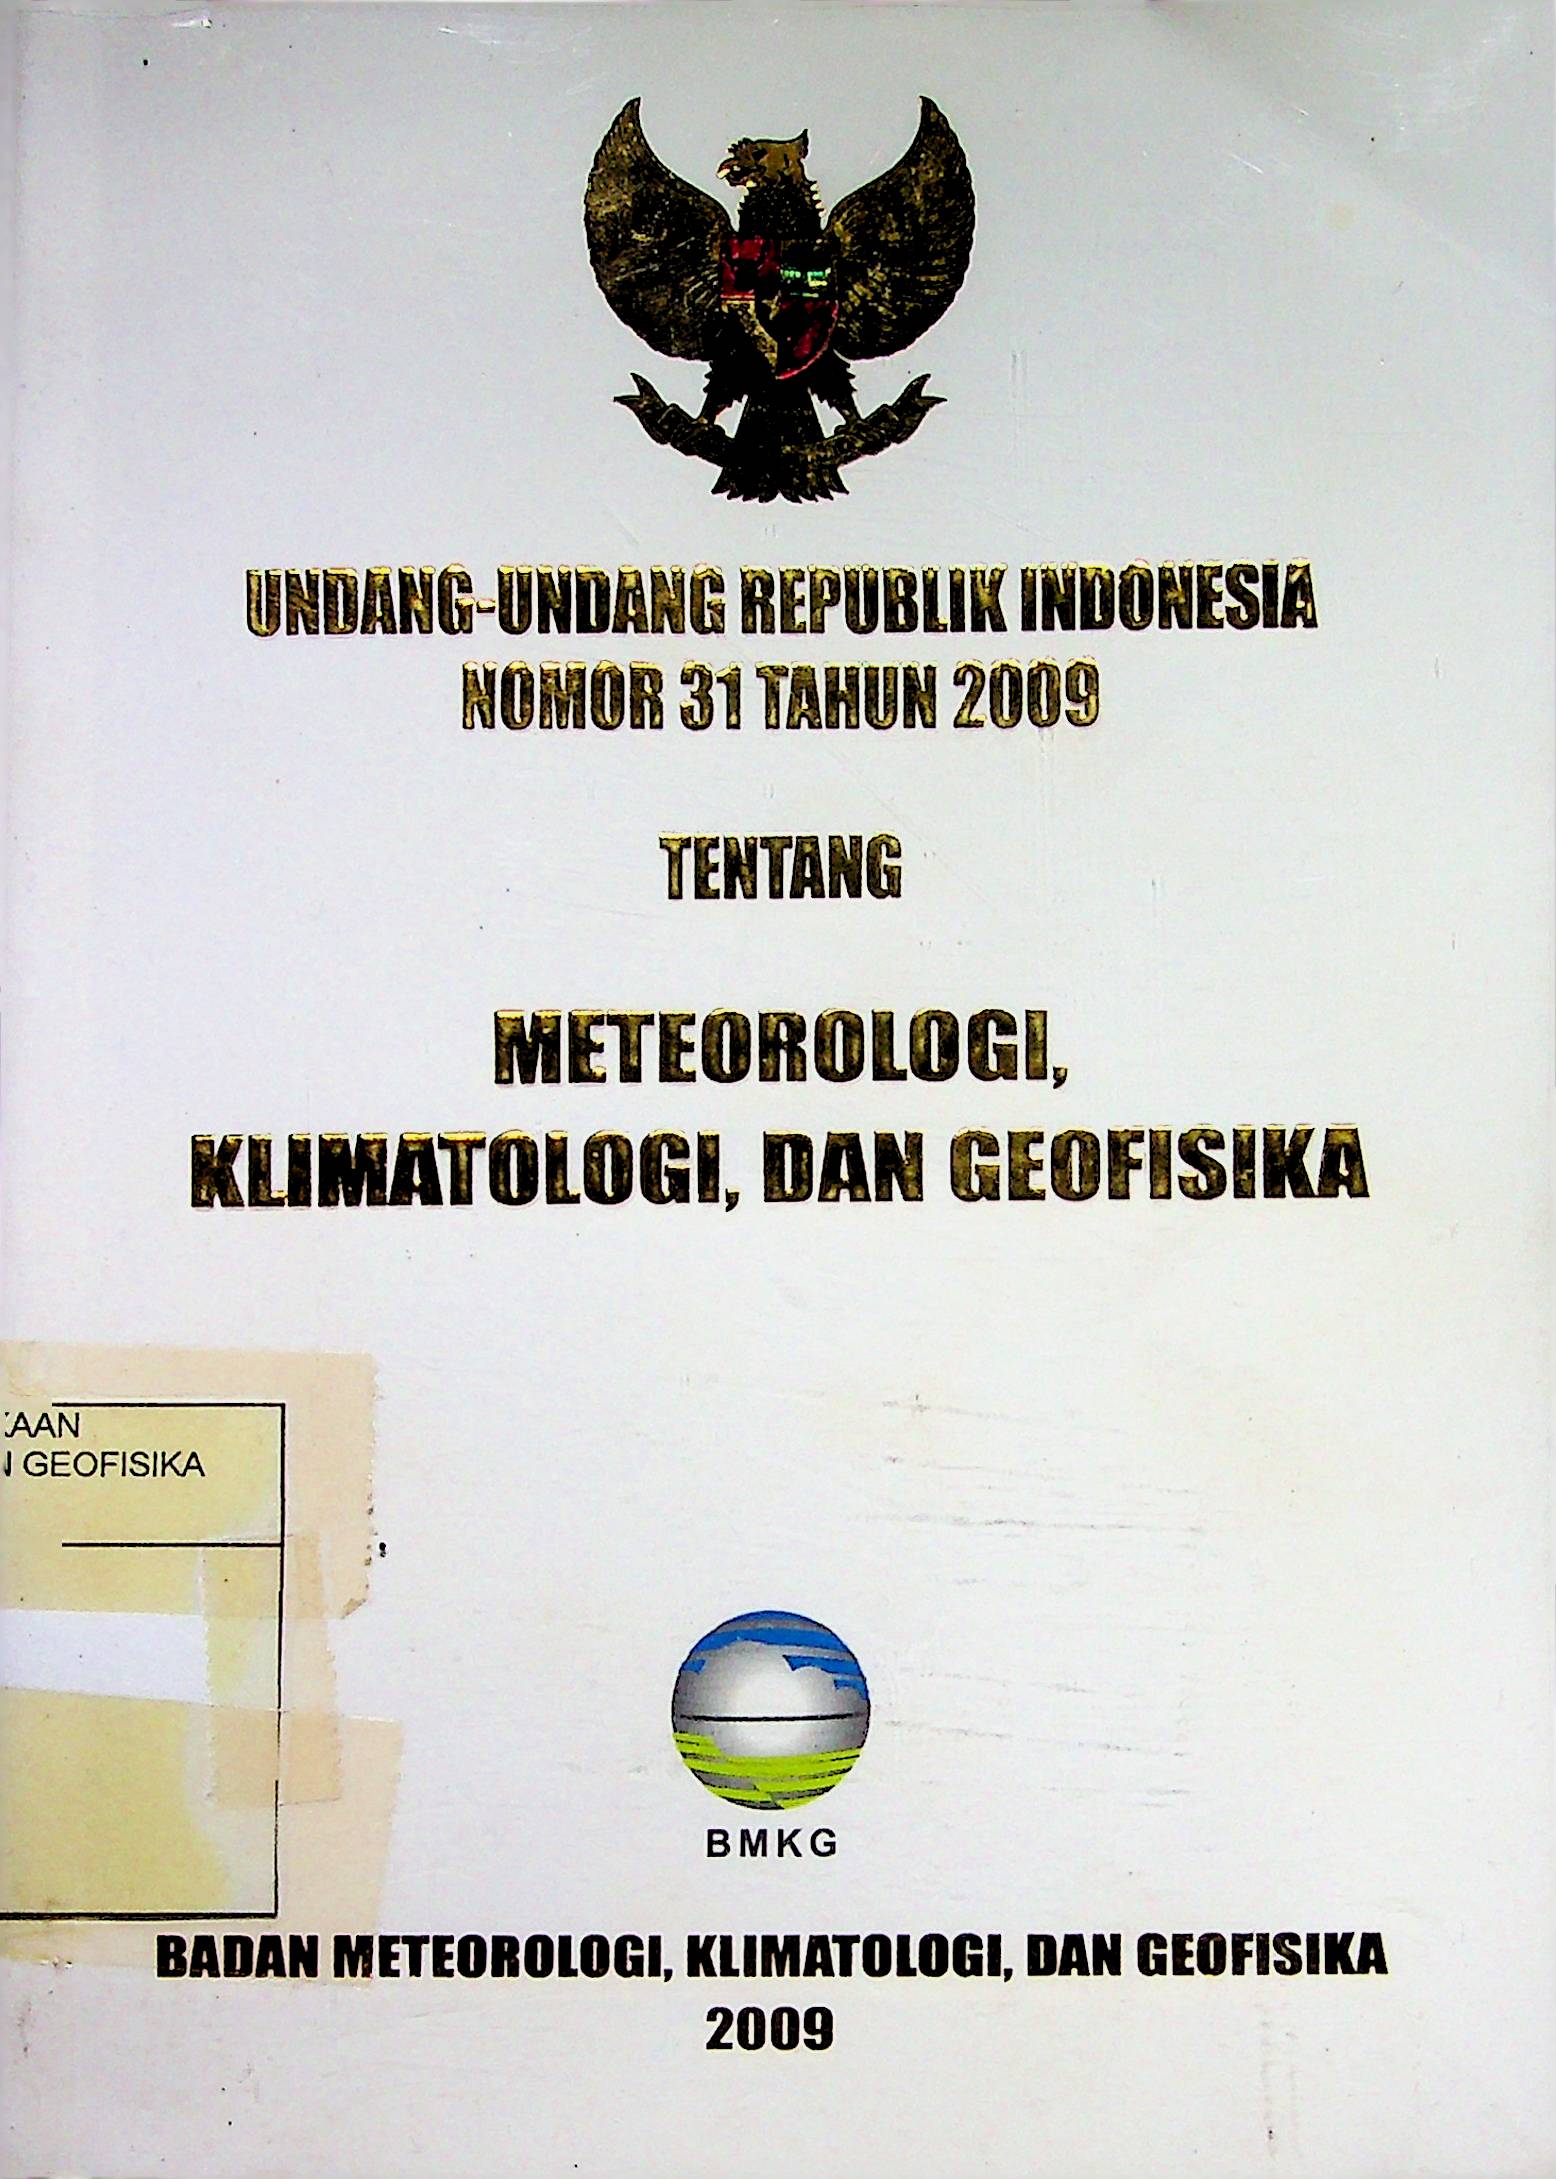 UNDANG-UNDANG REPUBLIK INDONESIA
NOMOR 31 TAHUN 2009
TENTANG
METEOROLOGI,
KLIMATOLOGI, DAN GEOFISIKA
KAAN
N GEOFISIKA
BMKG
BADAN METEOROLOGI, KLIMATOLOGI, DAN GEOFISIKA
2009